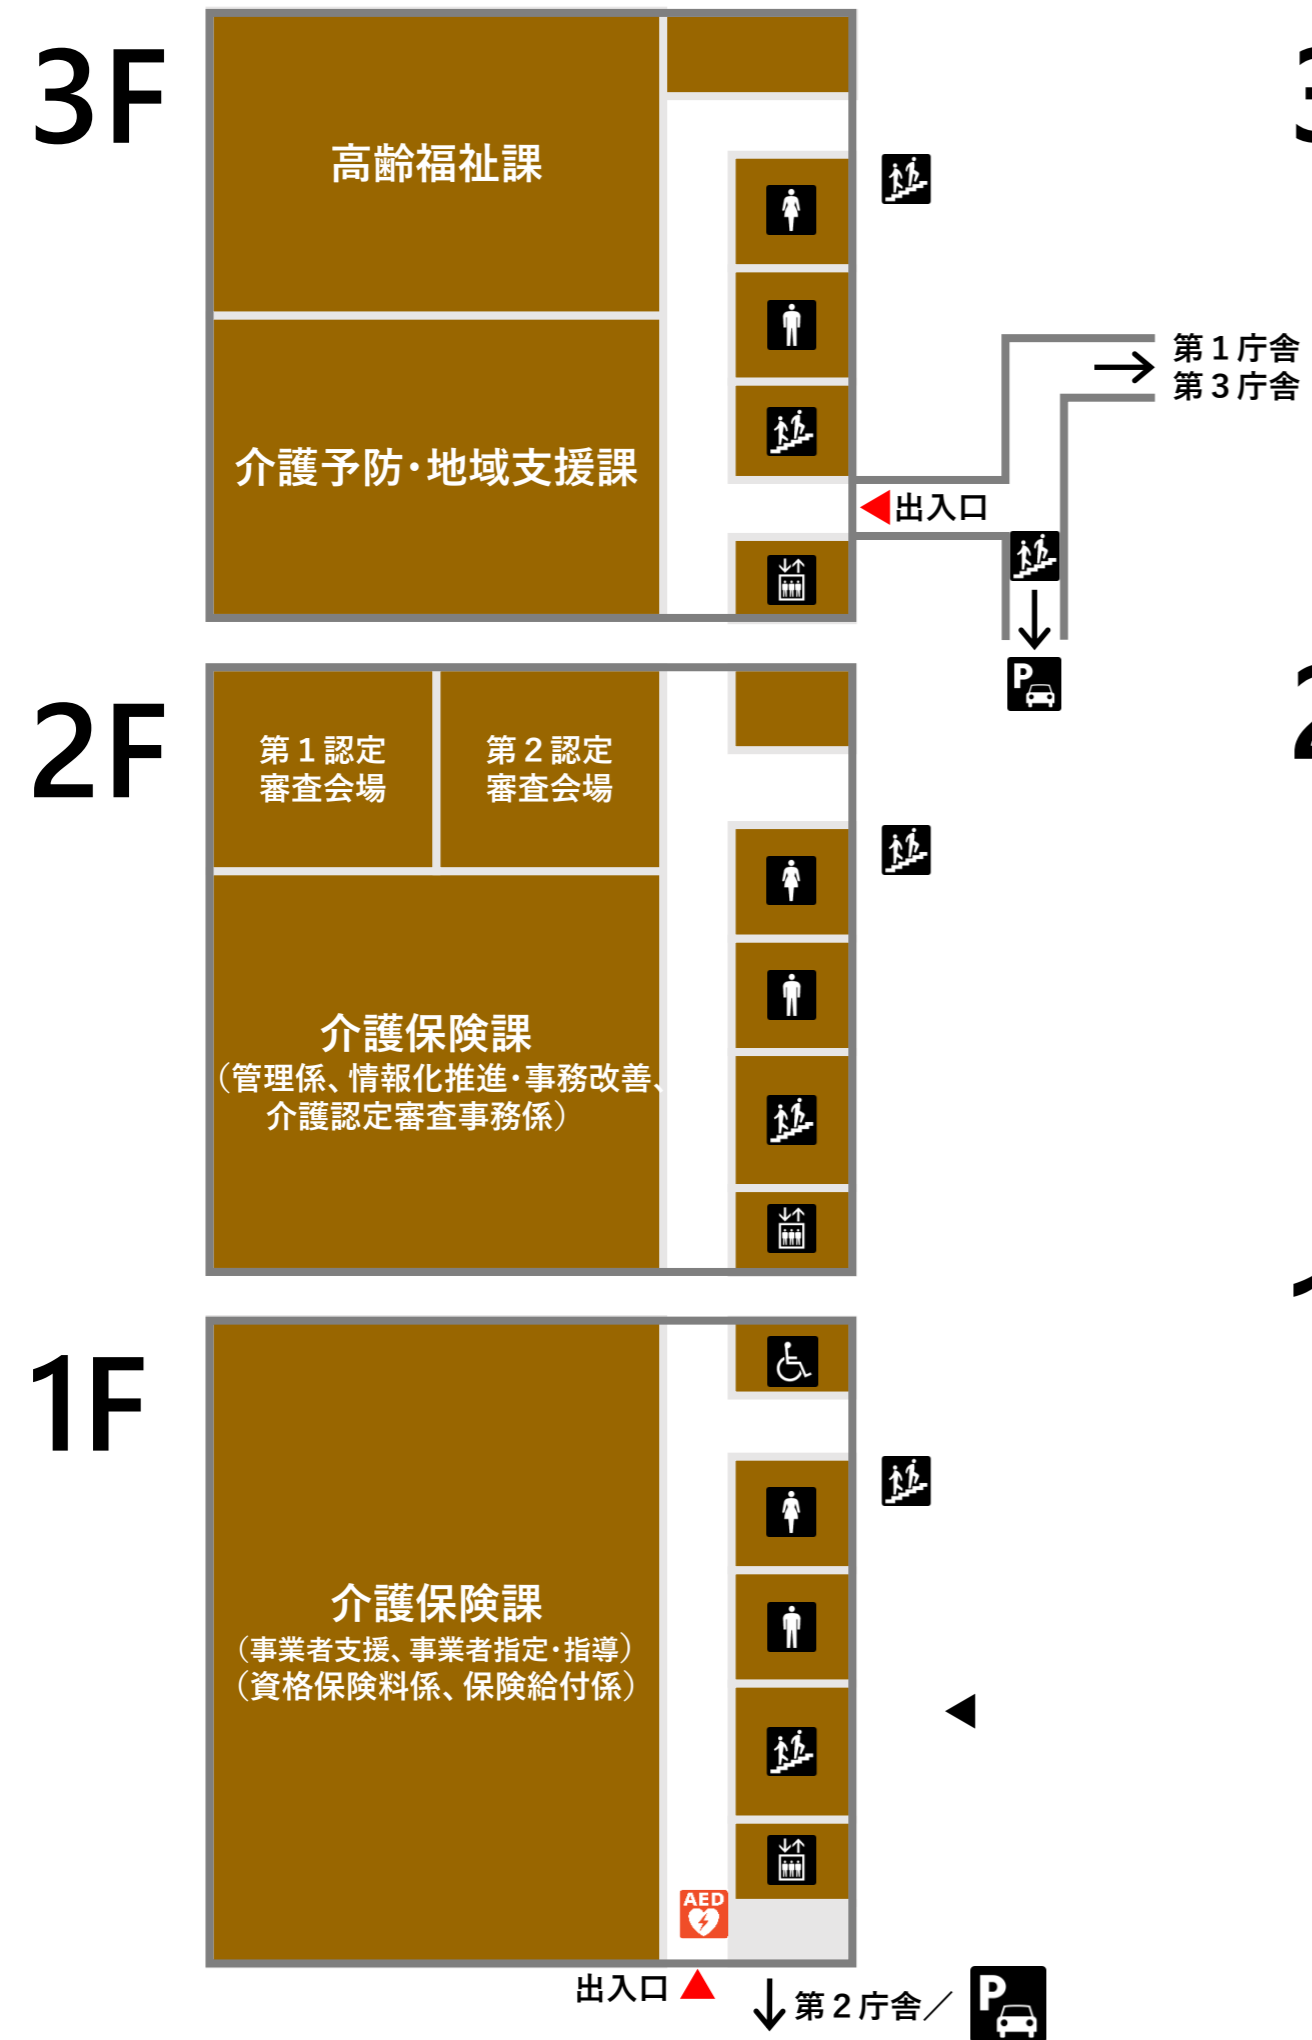 3F
高齢福祉課
介護予防・地域支援課
第1庁舎
第3庁舎
出入口
P
2F
第1認定
審査会場
第2認定
審査会場
介護保険課
（管理係、情報化推進・事務改善、
介護認定審査事務係）
1F
介護保険課
（事業者支援、事業者指定・指導）
（資格保険料係、保険給付係）
AED
出入口
第2庁舎／
P